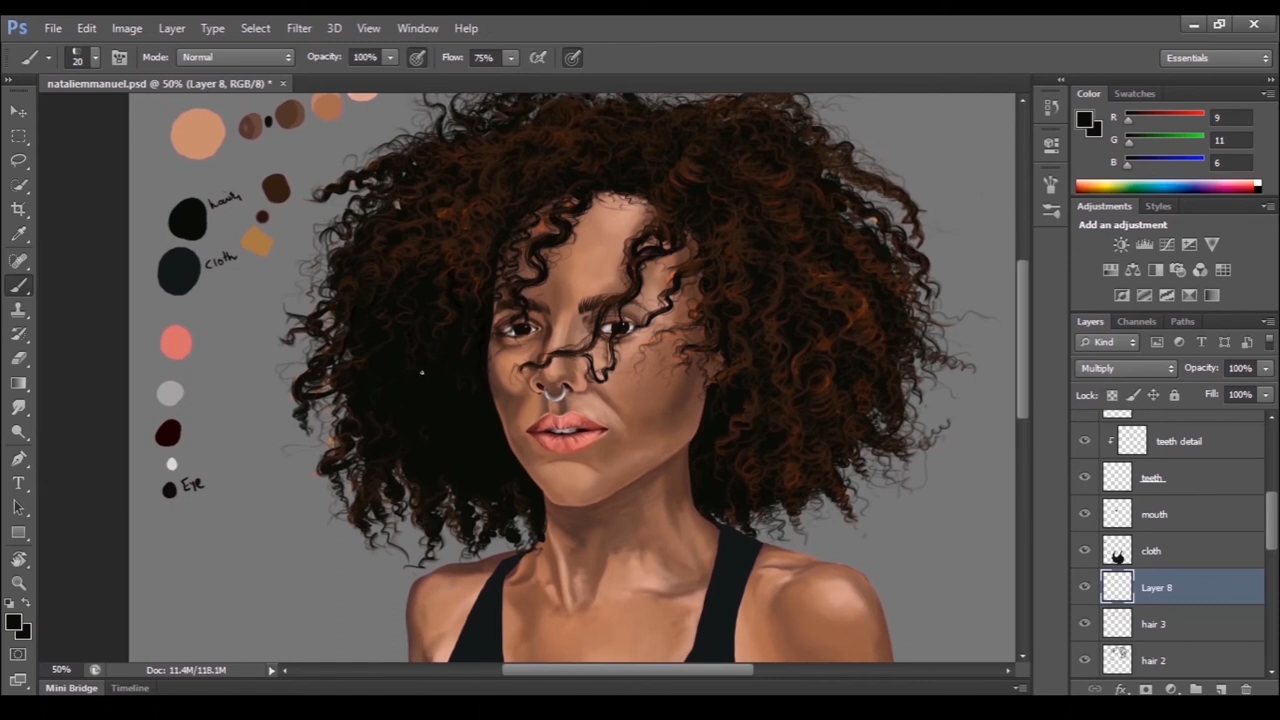 Ps File Edit Image Layer Type Select Filter 3D View Window Help
20 Mode: Normal Opacity: 100% Flow: 75% Essentials
nataliemmanuel.psd @ 50% (Layer 8, RGB/8) * ×
Color Swatches
R 9
G 11
B 6
Adjustments Styles
Add an adjustment
Layers Channels Paths
Kind
Multiply Opacity: 100%
Lock: Fill: 100%
teeth detail
teeth
mouth
cloth
Layer 8
hair 3
hair 2
cloth
Eye
50% Doc: 11.4M/118.1M
Mini Bridge Timeline